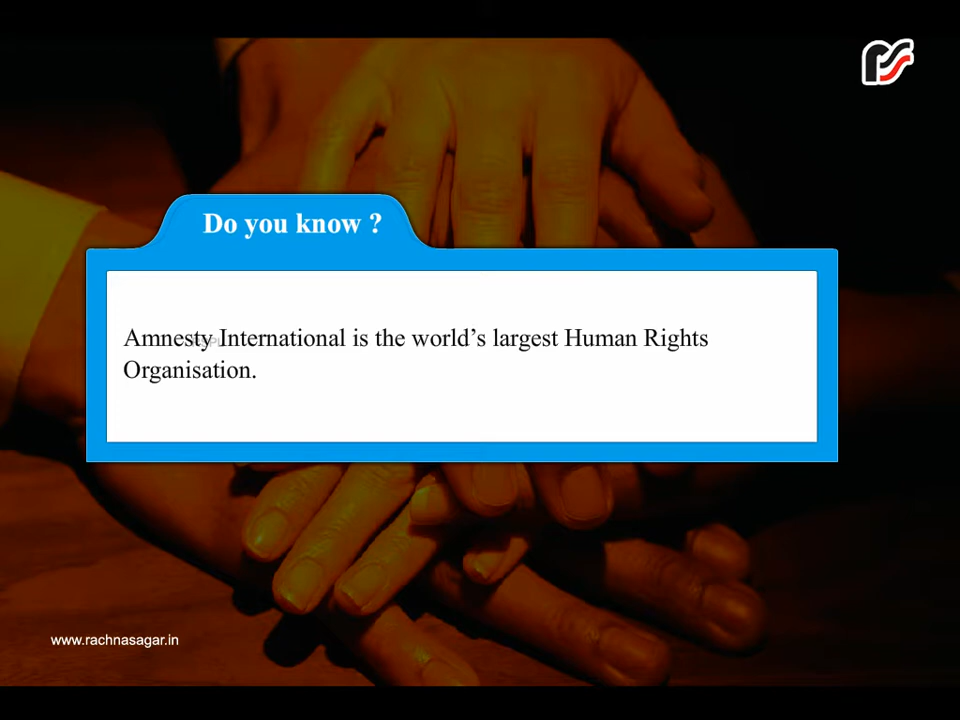 Do you know ?
Amnesty International is the world’s largest Human Rights
Organisation.
www.rachnasagar.in